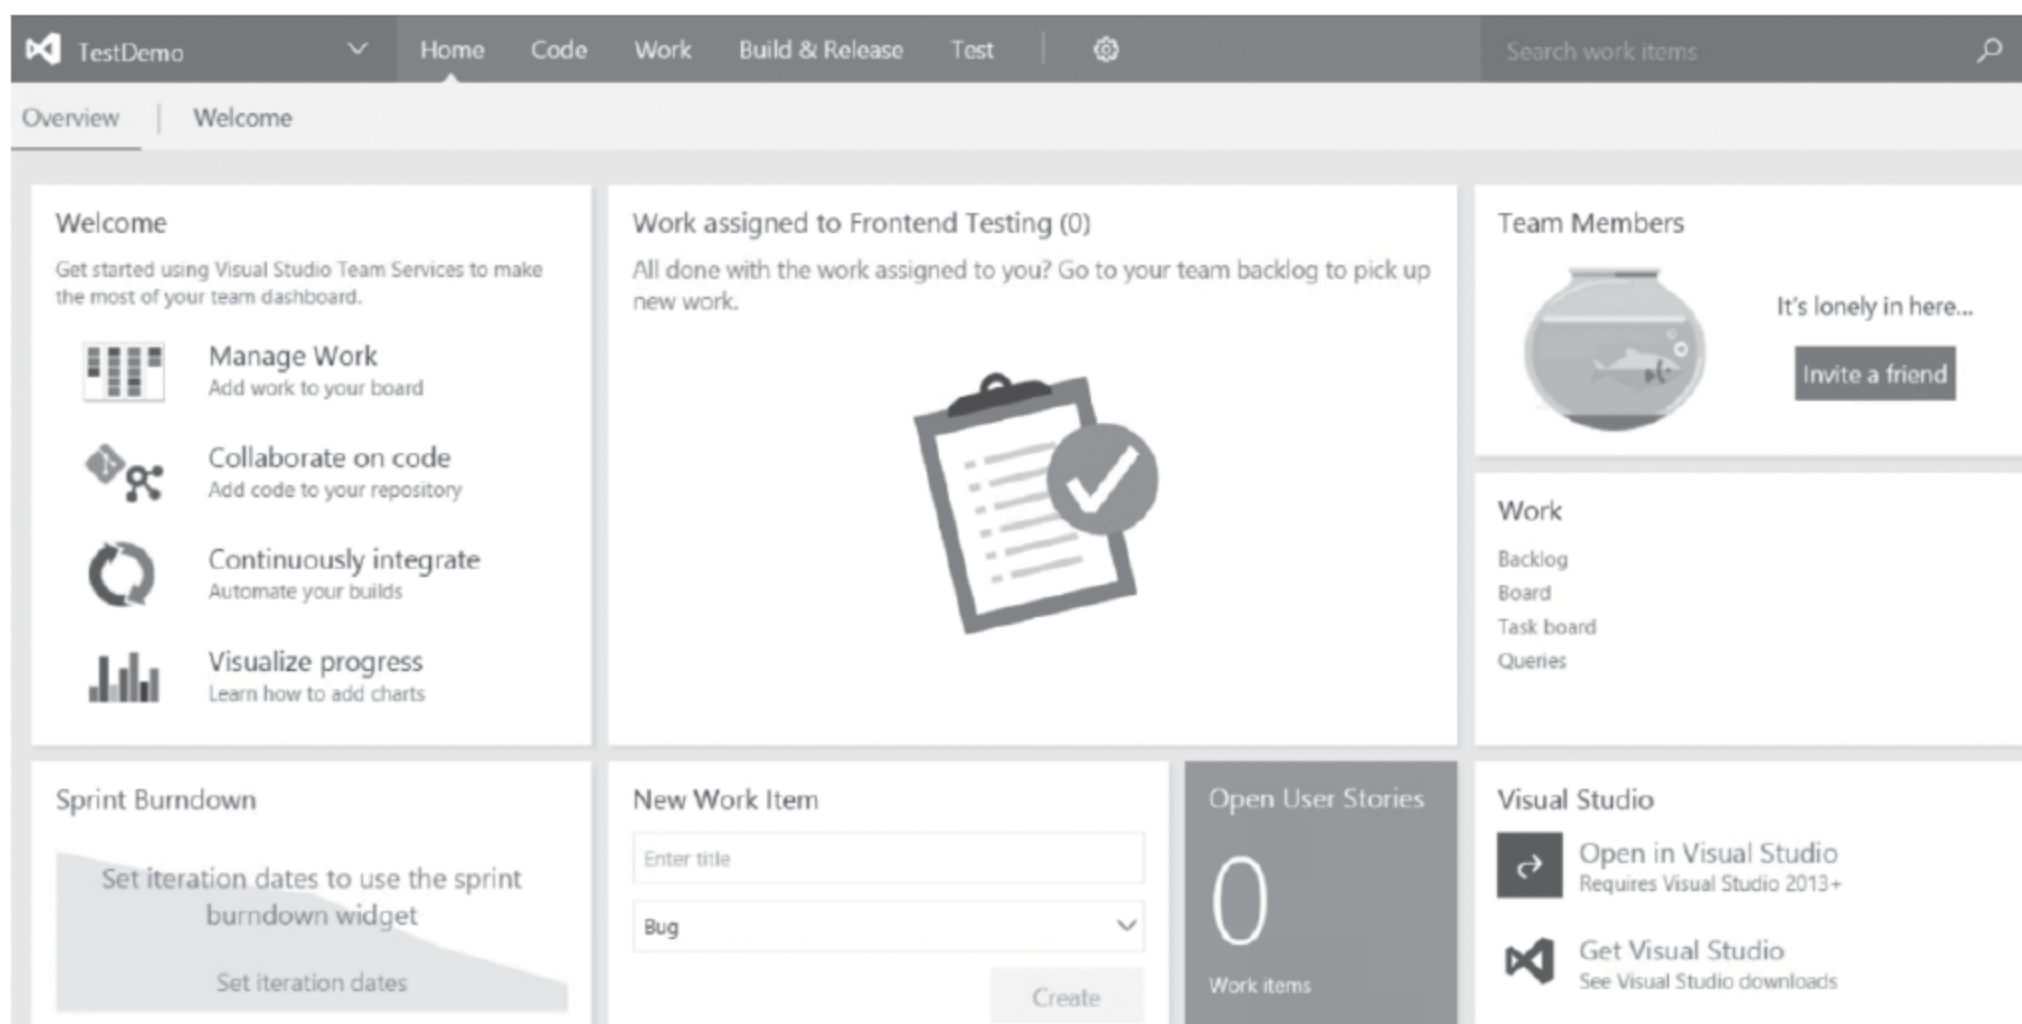 TestDemo
Home
Code
Work
Build & Release
Test
Search work items
Overview
Welcome
Welcome
Get started using Visual Studio Team Services to make
the most of your team dashboard.
Manage Work
Add work to your board
Collaborate on code
Add code to your repository
Continuously integrate
Automate your builds
Visualize progress
Learn how to add charts
Work assigned to Frontend Testing (0)
All done with the work assigned to you? Go to your team backlog to pick up
new work.
Team Members
It's lonely in here...
Invite a friend
Work
Backlog
Board
Task board
Queries
Sprint Burndown
Set iteration dates to use the sprint
burndown widget
Set iteration dates
New Work Item
Enter title
Bug
Create
Open User Stories
0
Work items
Visual Studio
Open in Visual Studio
Requires Visual Studio 2013+
Get Visual Studio
See Visual Studio downloads